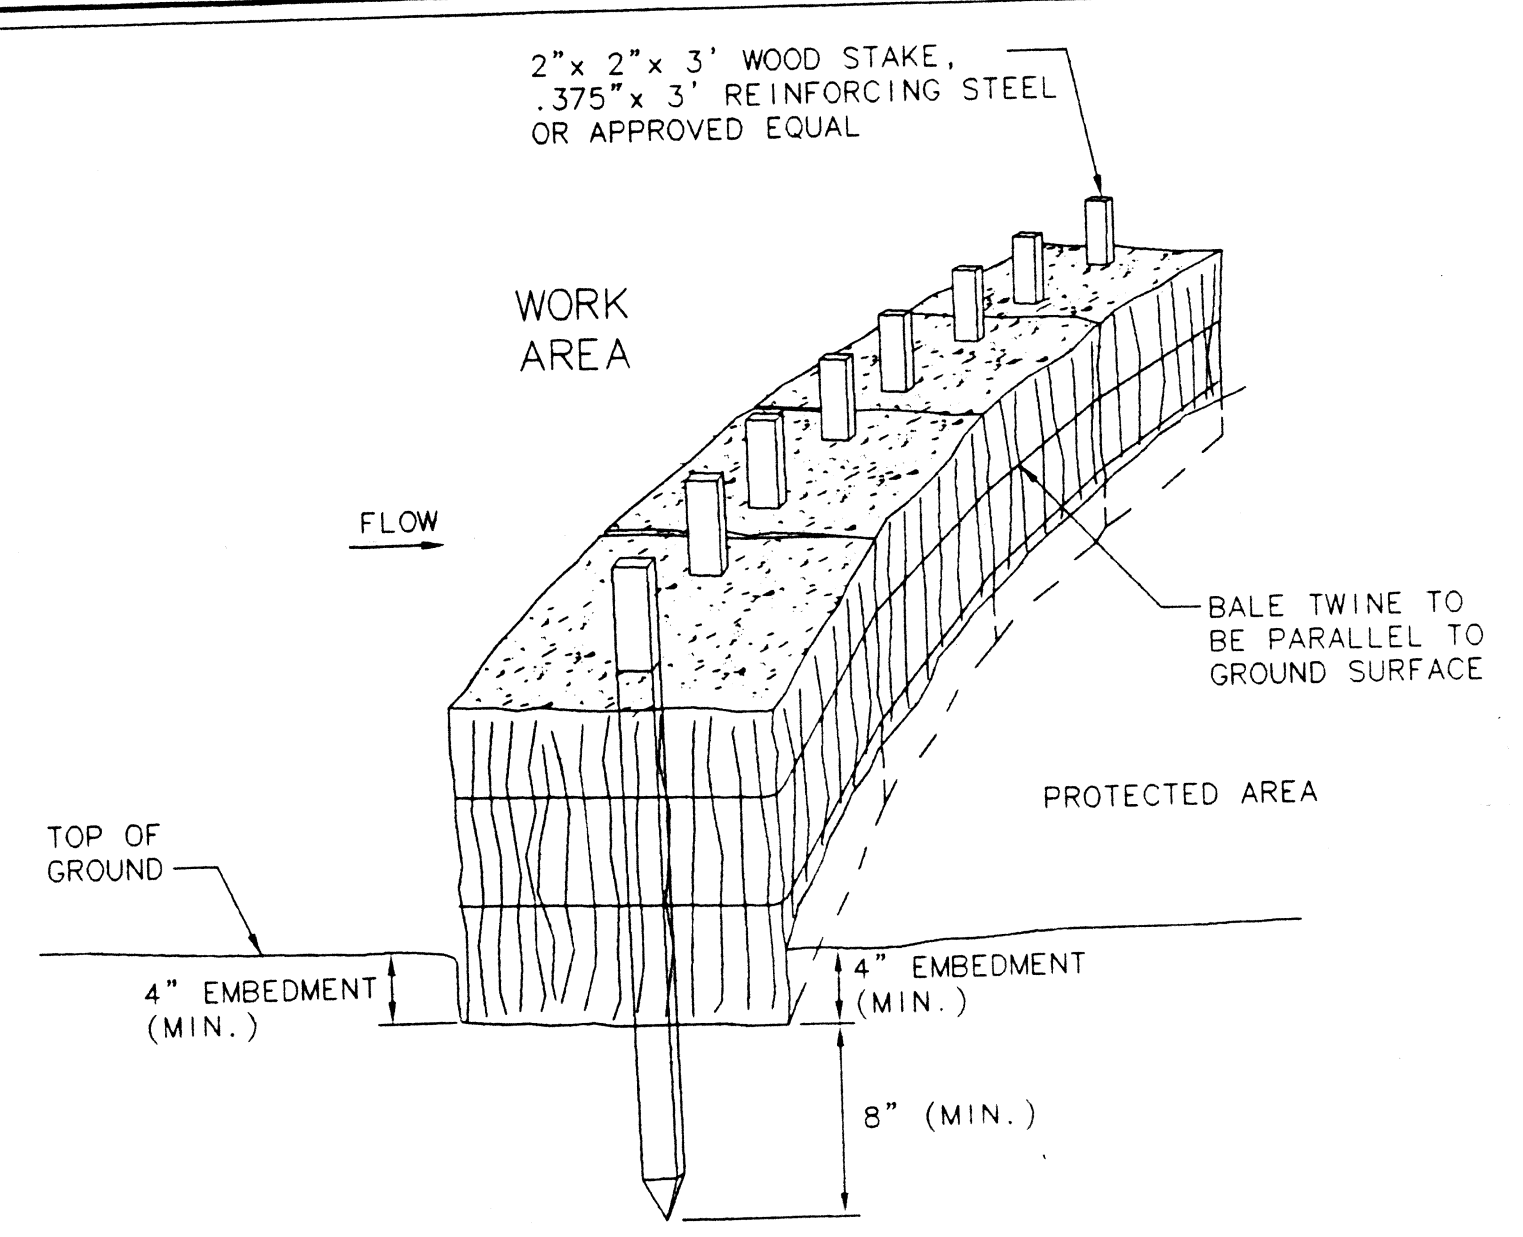 2"x 2"x 3' WOOD STAKE,
.375"x 3' REINFORCING STEEL
OR APPROVED EQUAL
WORK
AREA
FLOW
BALE TWINE TO
BE PARALLEL TO
GROUND SURFACE
PROTECTED AREA
TOP OF
GROUND
4" EMBEDMENT
(MIN.)
4" EMBEDMENT
(MIN.)
8" (MIN.)